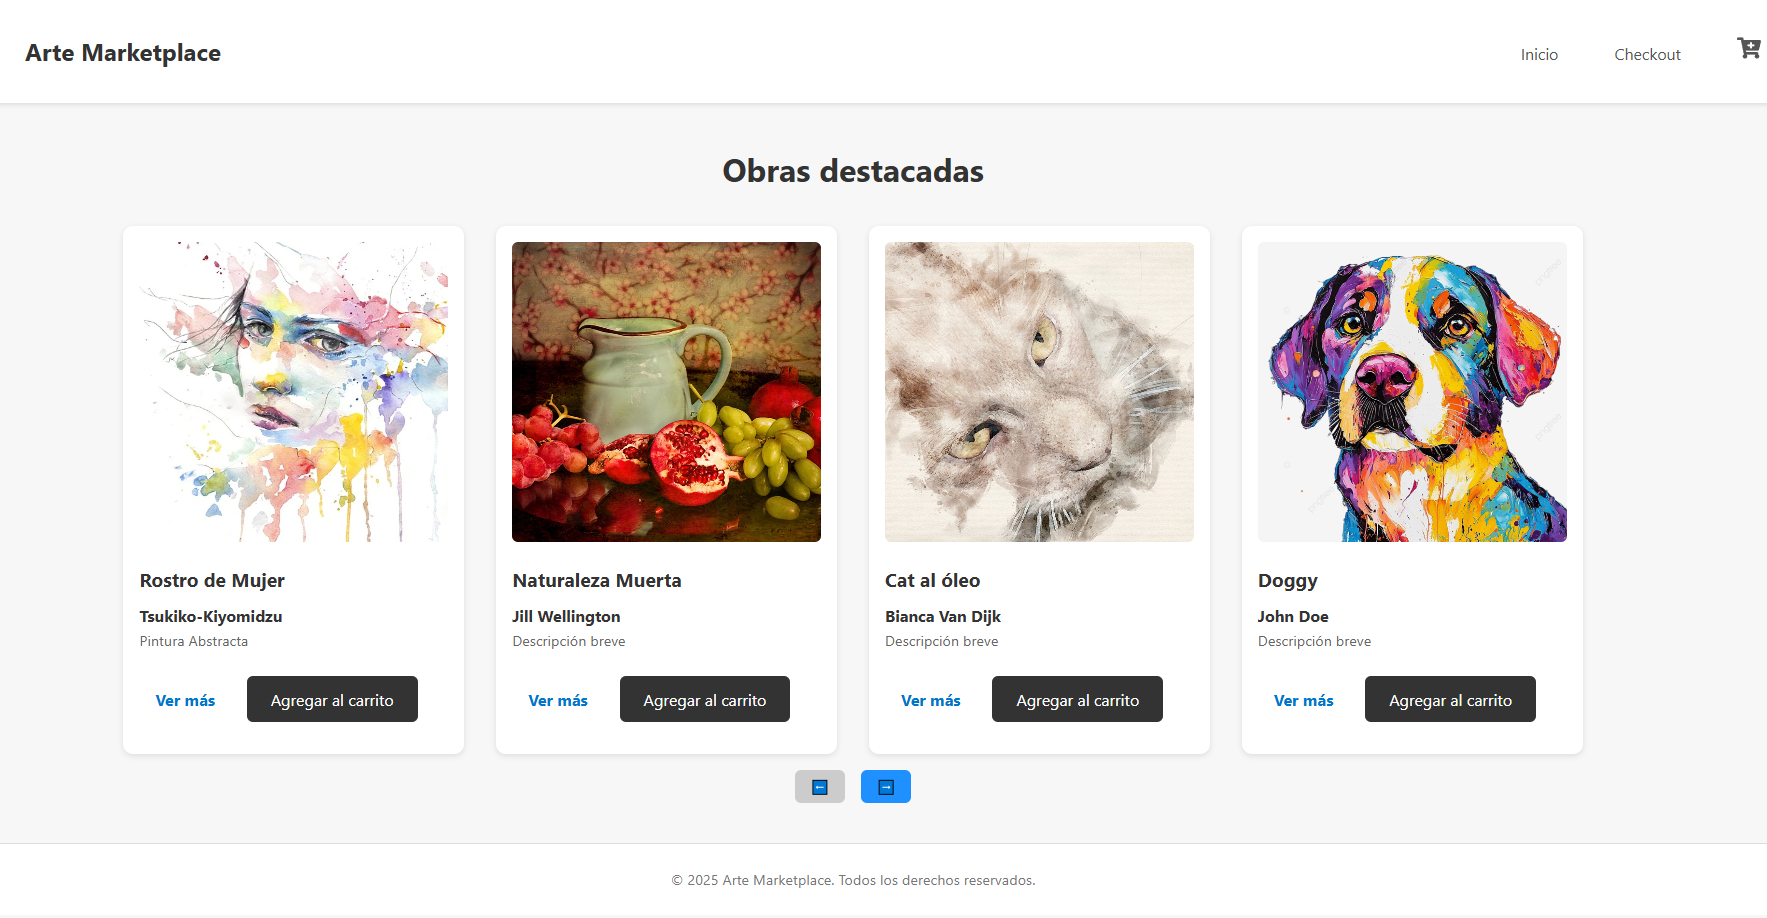 Arte Marketplace
Inicio
Checkout
Obras destacadas
Rostro de Mujer
Tsukiko-Kiyomidzu
Pintura Abstracta
Ver más
Agregar al carrito
Naturaleza Muerta
Jill Wellington
Descripción breve
Ver más
Agregar al carrito
Cat al óleo
Bianca Van Dijk
Descripción breve
Ver más
Agregar al carrito
Doggy
John Doe
Descripción breve
Ver más
Agregar al carrito
← →
© 2025 Arte Marketplace. Todos los derechos reservados.